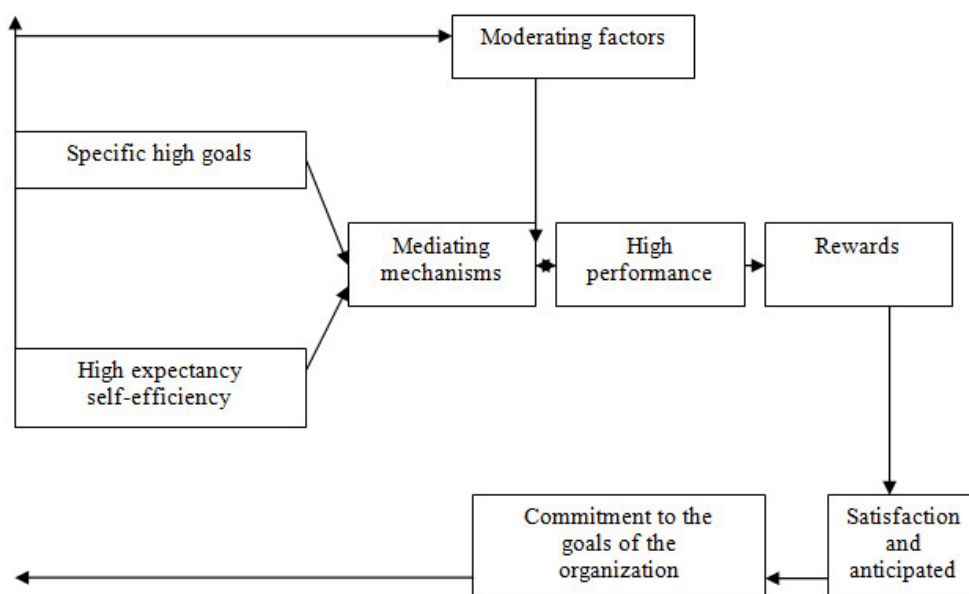 Moderating factors
Specific high goals
Mediating
mechanisms
High
performance
Rewards
High expectancy
self-efficiency
Commitment to the
goals of the
organization
Satisfaction
and
anticipated